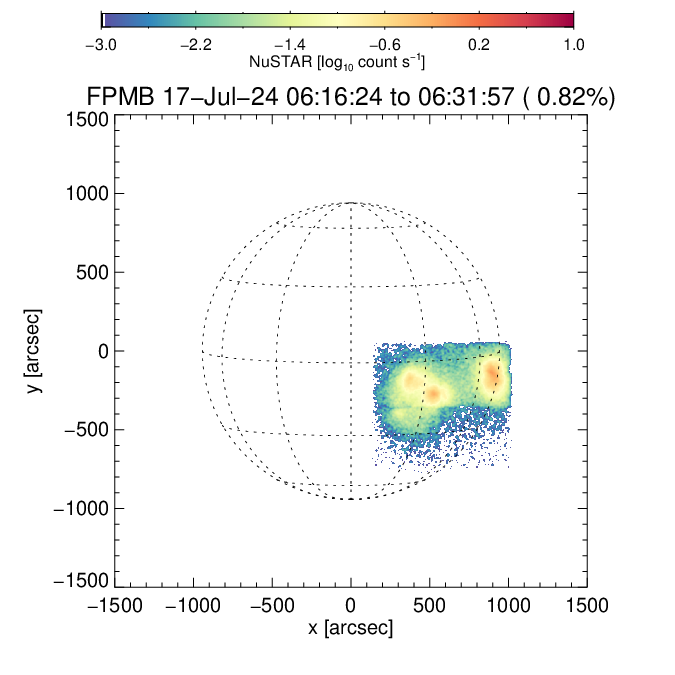 −3.0 −2.2 −1.4 −0.6 0.2 1.0
NuSTAR [log₁₀ count s⁻¹]
FPMB 17−Jul−24 06:16:24 to 06:31:57 ( 0.82%)
1500
1000
500
0
−500
−1000
−1500
y [arcsec]
−1500 −1000 −500 0 500 1000 1500
x [arcsec]